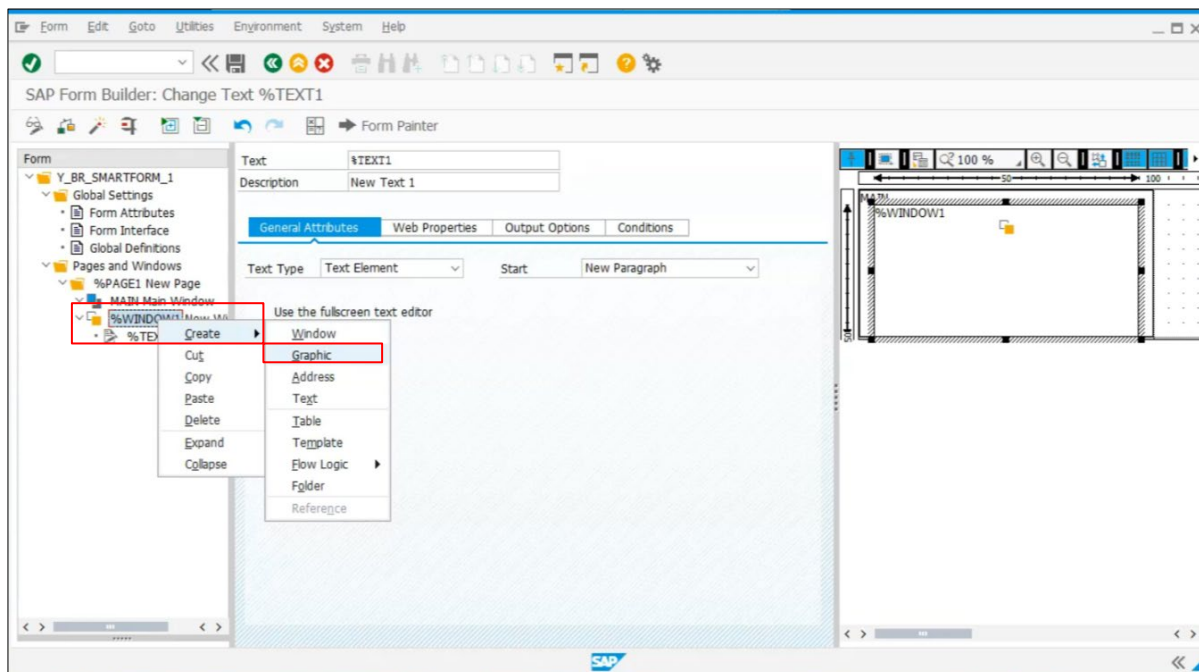 Form Edit Goto Utilities Environment System Help
SAP Form Builder: Change Text %TEXT1
Form Painter
Form
Y_BR_SMARTFORM_1
Global Settings
Form Attributes
Form Interface
Global Definitions
Pages and Windows
%PAGE1 New Page
MAIN Main Window
%WINDOW1 New Wi
%TEX
Text %TEXT1
Description New Text 1
General Attributes Web Properties Output Options Conditions
Text Type Text Element Start New Paragraph
Use the fullscreen text editor
Create
Cut
Copy
Paste
Delete
Expand
Collapse
Window
Graphic
Address
Text
Table
Template
Flow Logic
Folder
Reference
100 %
50 100
MAIN
%WINDOW1
50
SAP